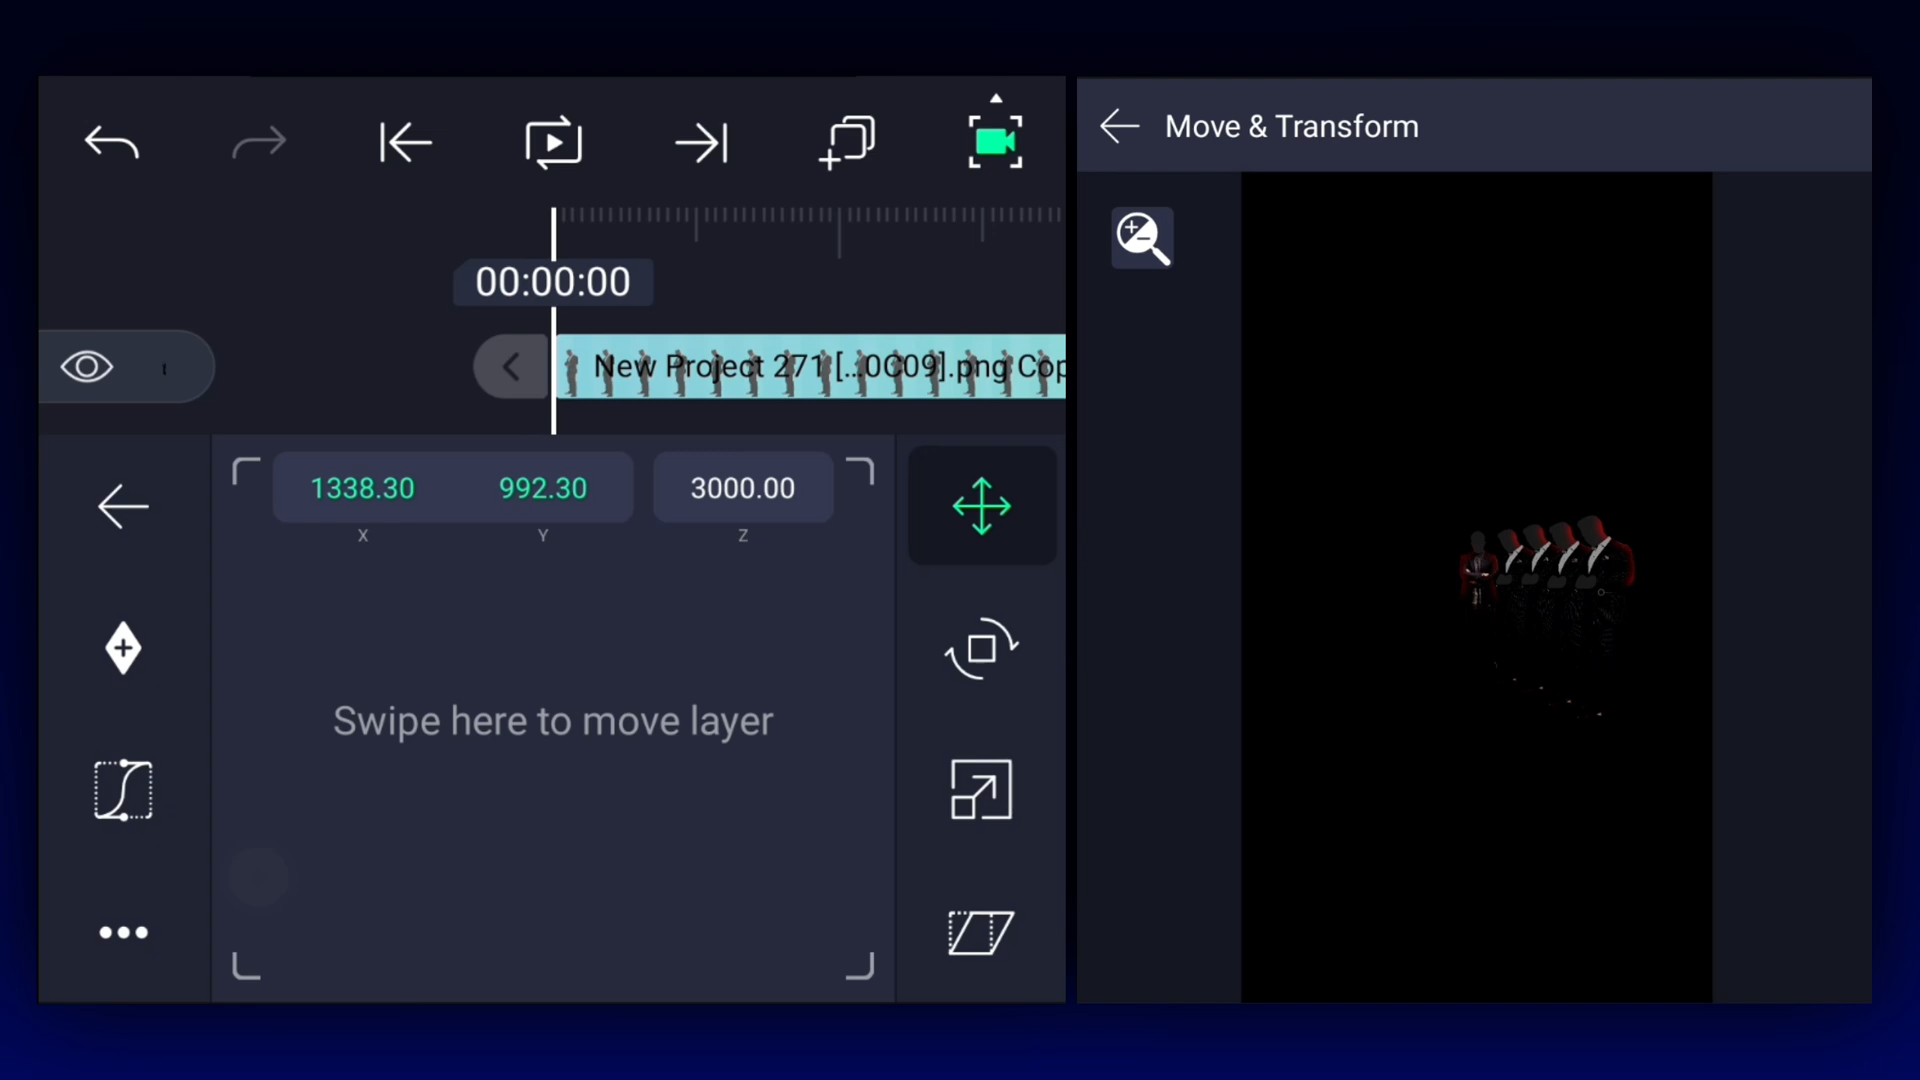 Move & Transform
00:00:00
New Project 271 [...0C09].png Cop
1338.30 992.30 3000.00
X Y Z
Swipe here to move layer